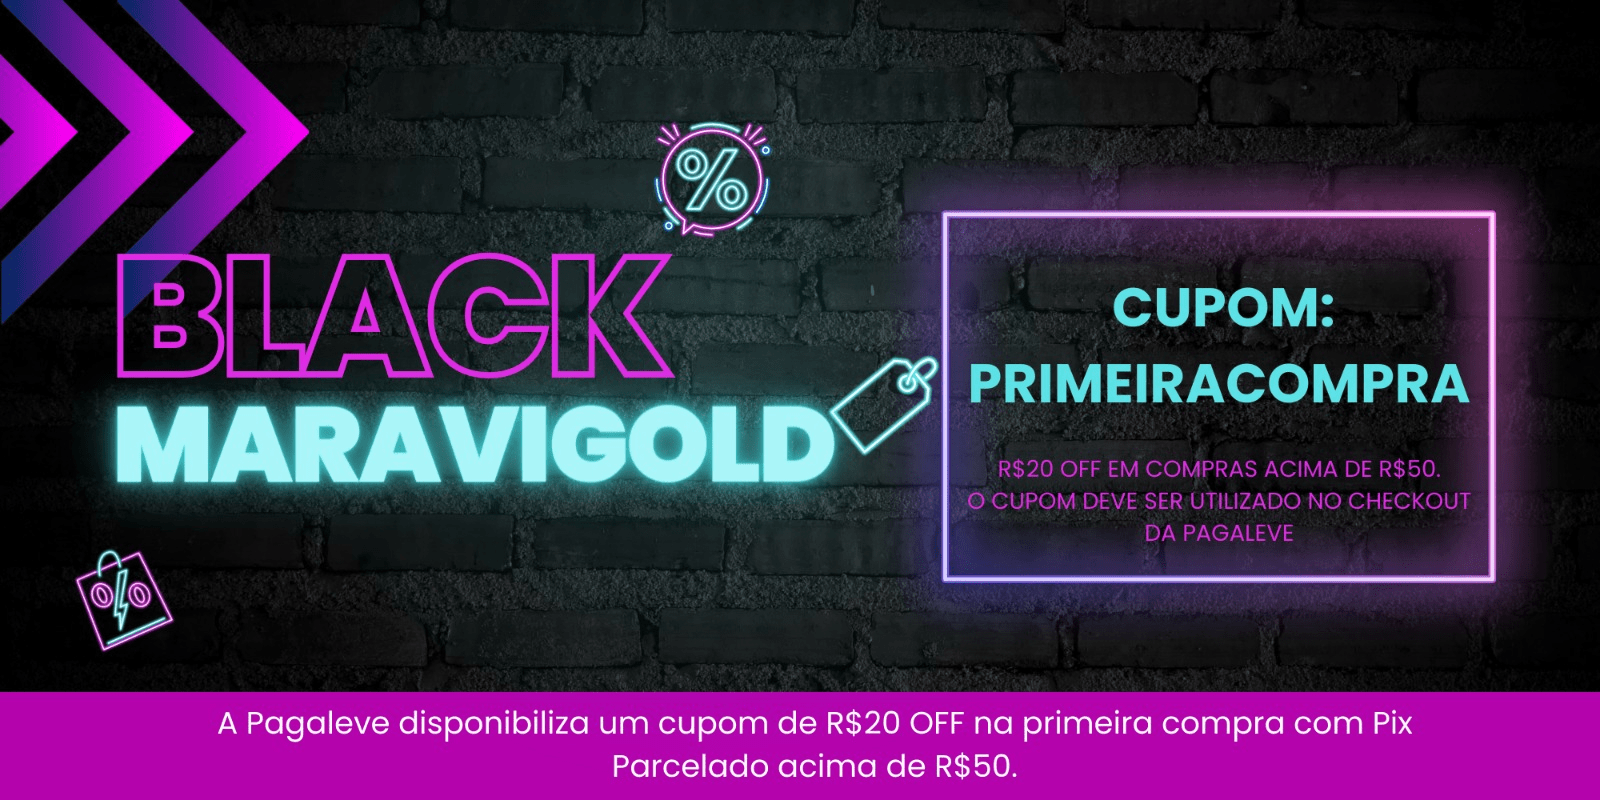 BLACK
MARAVIGOLD
CUPOM:
PRIMEIRACOMPRA
R$20 OFF EM COMPRAS ACIMA DE R$50.
O CUPOM DEVE SER UTILIZADO NO CHECKOUT
DA PAGALEVE
A Pagaleve disponibiliza um cupom de R$20 OFF na primeira compra com Pix
Parcelado acima de R$50.